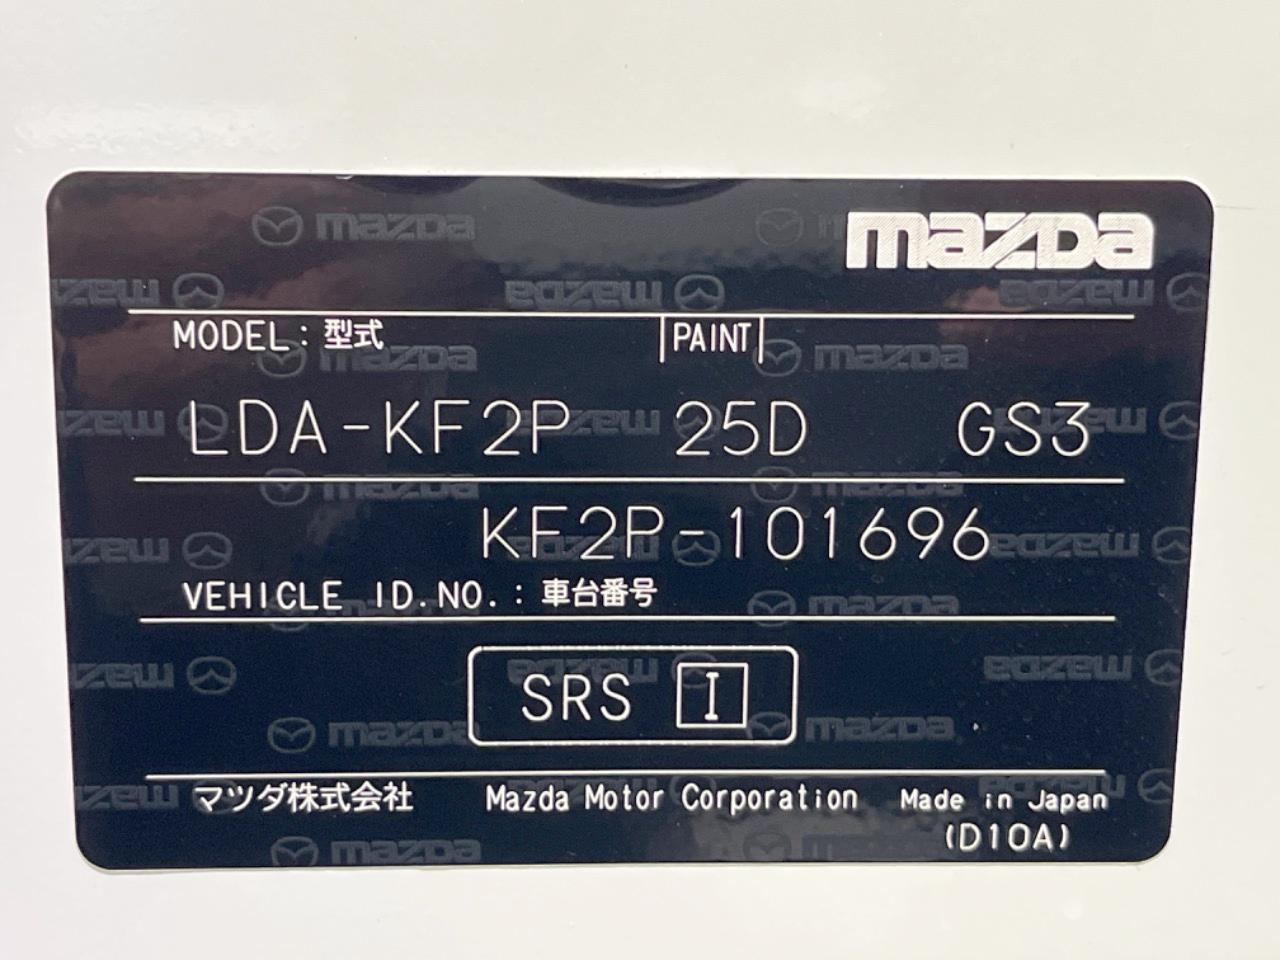 mazda
MODEL: 型式 PAINT
LDA-KF2P 25D GS3
KF2P-101696
VEHICLE ID.NO.: 車台番号
SRS I
マツダ株式会社 Mazda Motor Corporation Made in Japan
(D10A)